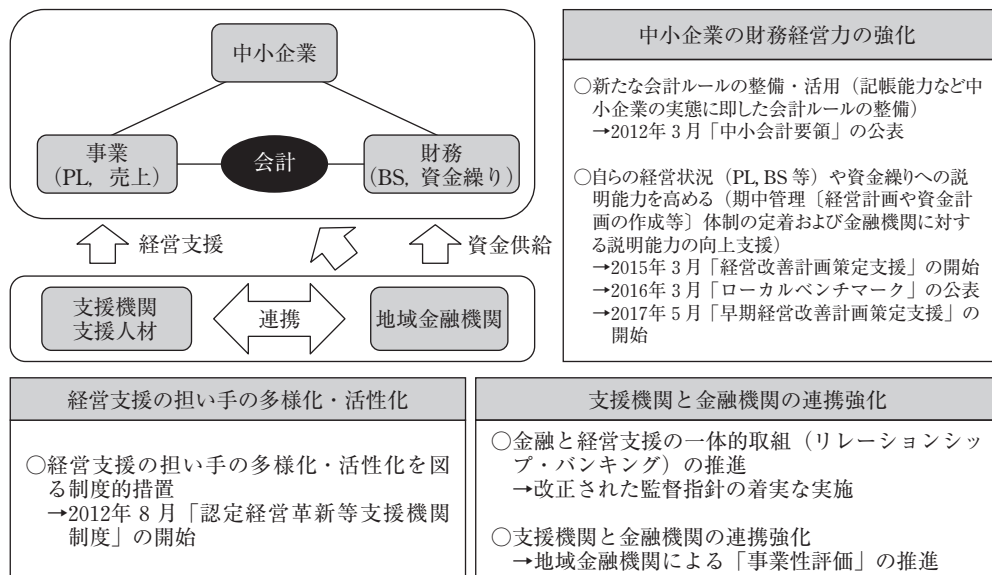 中小企業
事業
(PL, 売上)
会計
財務
(BS, 資金繰り)
経営支援
資金供給
支援機関
支援人材
連携
地域金融機関
中小企業の財務経営力の強化
○新たな会計ルールの整備・活用（記帳能力など中
小企業の実態に即した会計ルールの整備）
→2012年3月「中小会計要領」の公表
○自らの経営状況（PL, BS 等）や資金繰りへの説
明能力を高める（期中管理〔経営計画や資金計
画の作成等〕体制の定着および金融機関に対す
る説明能力の向上支援）
→2015年3月「経営改善計画策定支援」の開始
→2016年3月「ローカルベンチマーク」の公表
→2017年5月「早期経営改善計画策定支援」の
開始
経営支援の担い手の多様化・活性化
○経営支援の担い手の多様化・活性化を図
る制度的措置
→2012年8月「認定経営革新等支援機関
制度」の開始
支援機関と金融機関の連携強化
○金融と経営支援の一体的取組（リレーションシッ
プ・バンキング）の推進
→改正された監督指針の着実な実施
○支援機関と金融機関の連携強化
→地域金融機関による「事業性評価」の推進